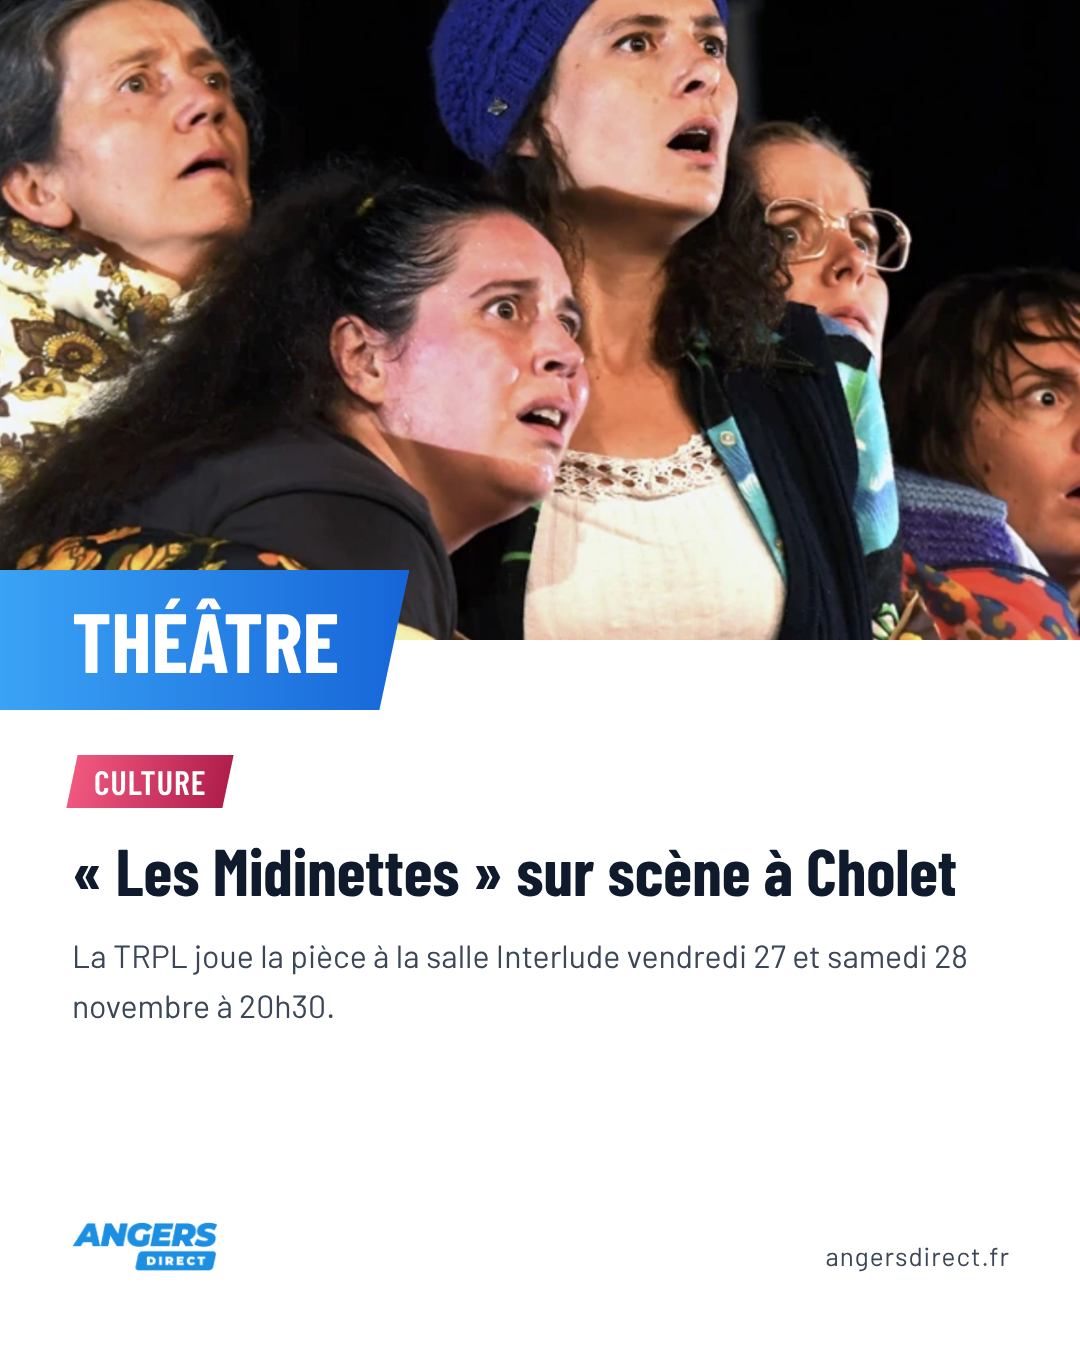 THÉÂTRE
CULTURE
« Les Midinettes » sur scène à Cholet
La TRPL joue la pièce à la salle Interlude vendredi 27 et samedi 28
novembre à 20h30.
ANGERS
DIRECT
angersdirect.fr